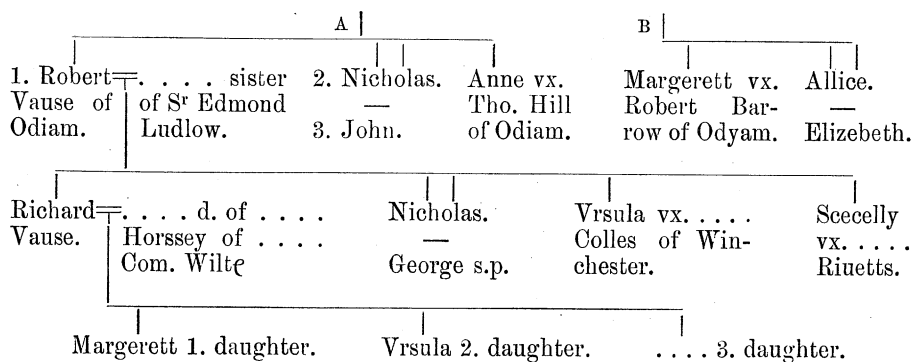 A B
1. Robert . . . . sister 2. Nicholas. Anne vx. Margerett vx. Allice.
Vause of of Sr Edmond — Tho. Hill Robert Bar- —
Odiam. Ludlow. 3. John. of Odiam. row of Odyam. Elizebeth.
Richard . . . . d. of . . . . Nicholas. Vrsula vx. . . . . Scecelly
Vause. Horssey of . . . . — Colles of Win- vx. . . . .
Com. Wiltꝭ George s.p. chester. Riuetts.
Margerett 1. daughter. Vrsula 2. daughter. . . . . 3. daughter.